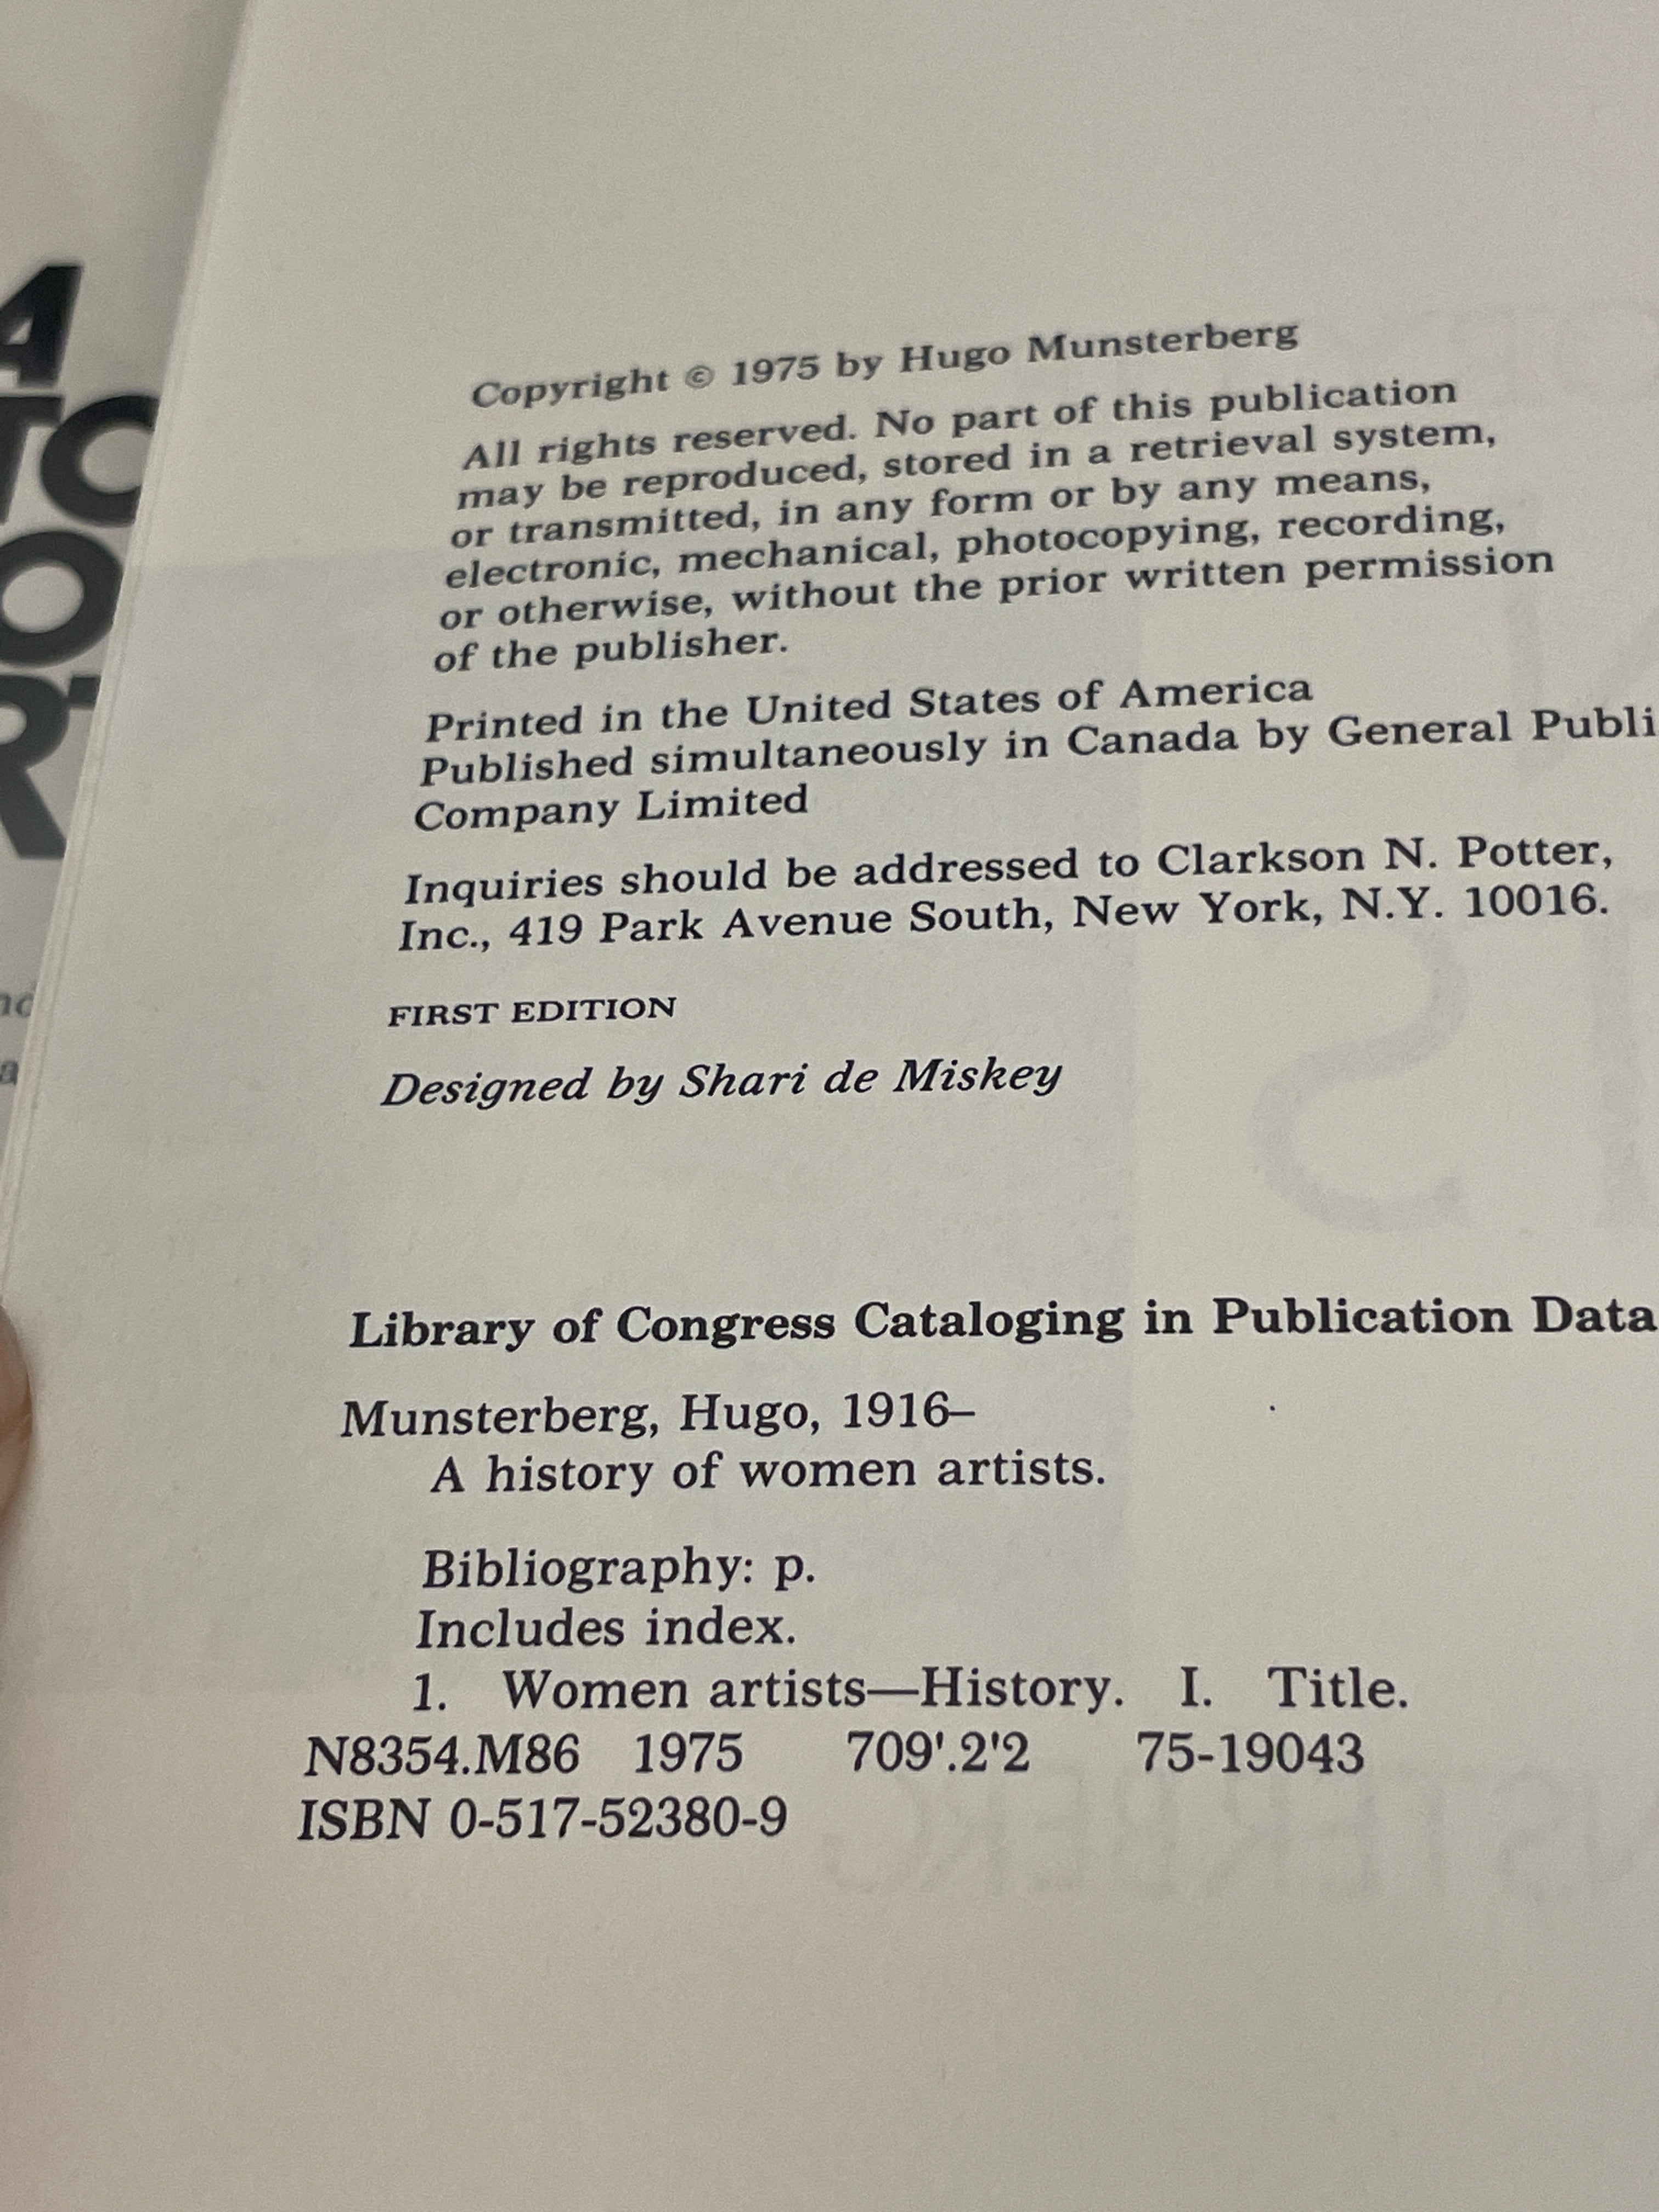 A
TO
O
R
Copyright © 1975 by Hugo Munsterberg
All rights reserved. No part of this publication
may be reproduced, stored in a retrieval system,
or transmitted, in any form or by any means,
electronic, mechanical, photocopying, recording,
or otherwise, without the prior written permission
of the publisher.
Printed in the United States of America
Published simultaneously in Canada by General Publi
Company Limited
Inquiries should be addressed to Clarkson N. Potter,
Inc., 419 Park Avenue South, New York, N.Y. 10016.
FIRST EDITION
Designed by Shari de Miskey
Library of Congress Cataloging in Publication Data
Munsterberg, Hugo, 1916–
A history of women artists.
Bibliography: p.
Includes index.
1. Women artists—History. I. Title.
N8354.M86 1975 709'.2'2 75-19043
ISBN 0-517-52380-9